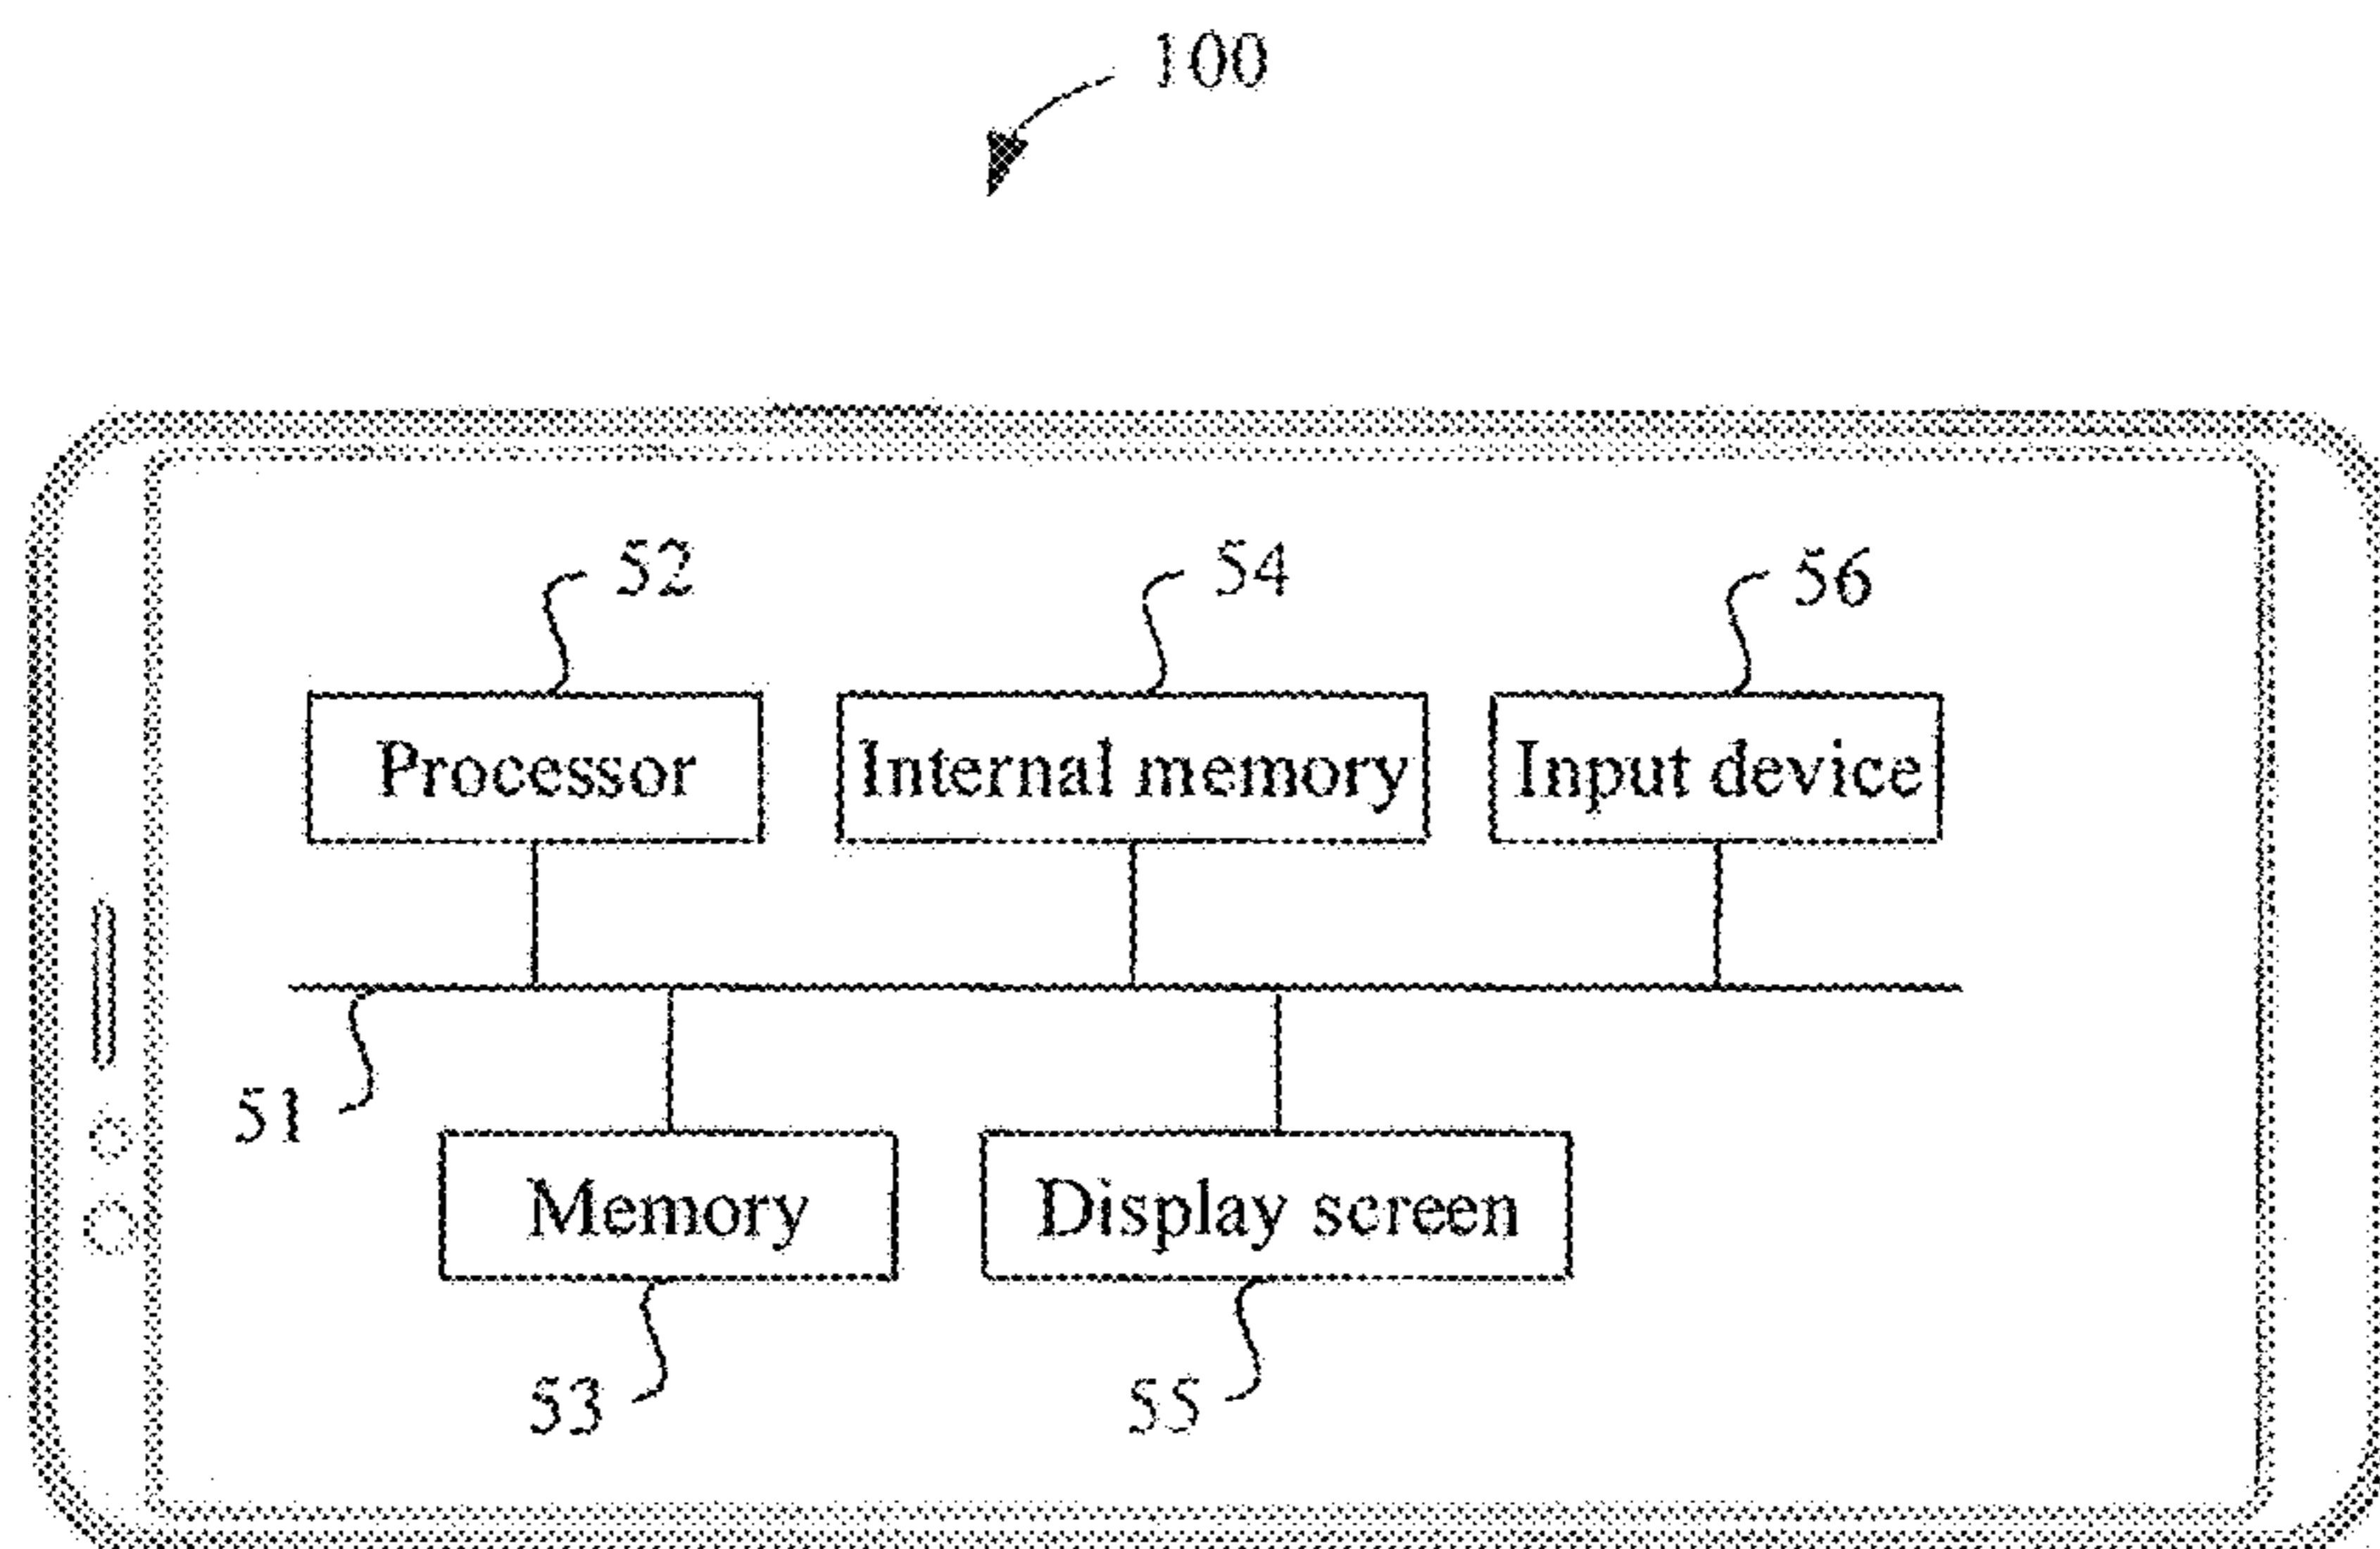 100
52
54
56
Processor
Internal memory
Input device
51
Memory
Display screen
53
55